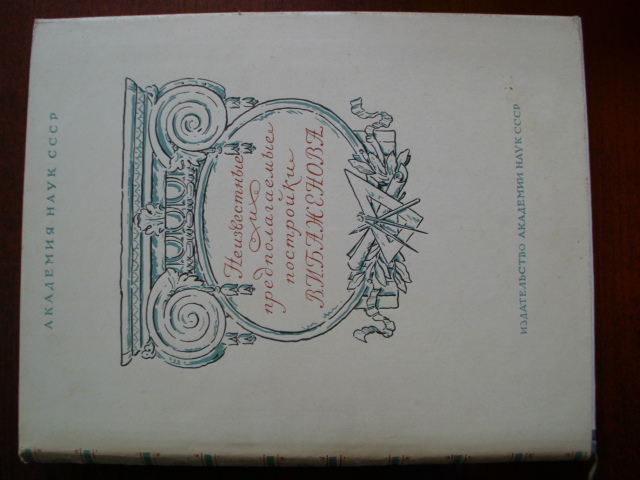 АКАДЕМИЯ НАУК СССР
Неизвестные
и
предполагаемые
постройки
В.И.БАЖЕНОВА
ИЗДАТЕЛЬСТВО АКАДЕМИИ НАУК СССР